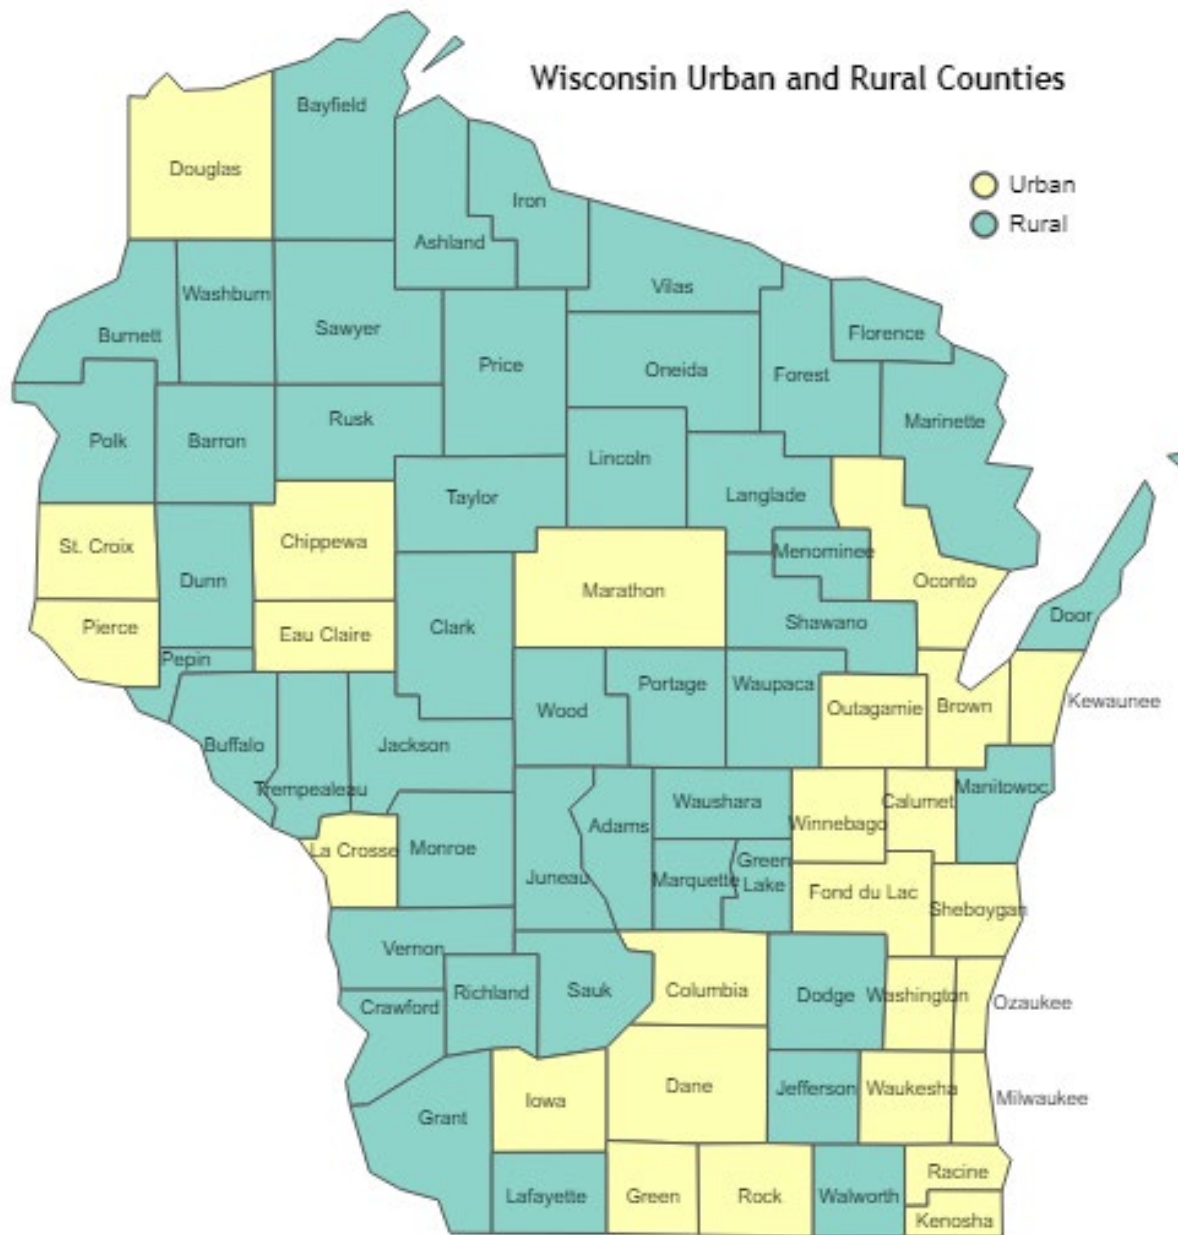 Wisconsin Urban and Rural Counties
Urban
Rural
Bayfield
Douglas
Iron
Ashland
Washburn
Vilas
Burnett
Sawyer
Florence
Price
Oneida
Forest
Rusk
Marinette
Polk
Barron
Lincoln
Taylor
Langlade
St. Croix
Chippewa
Menominee
Dunn
Marathon
Oconto
Pierce
Eau Claire
Clark
Shawano
Door
Pepin
Portage
Waupaca
Kewaunee
Wood
Outagamie
Brown
Buffalo
Jackson
Trempealeau
Waushara
Calumet
Manitowoc
La Crosse
Monroe
Adams
Winnebago
Juneau
Marquette
Green
Lake
Fond du Lac
Sheboygan
Vernon
Richland
Sauk
Columbia
Dodge
Washington
Ozaukee
Crawford
Grant
Iowa
Dane
Jefferson
Waukesha
Milwaukee
Lafayette
Green
Rock
Walworth
Racine
Kenosha